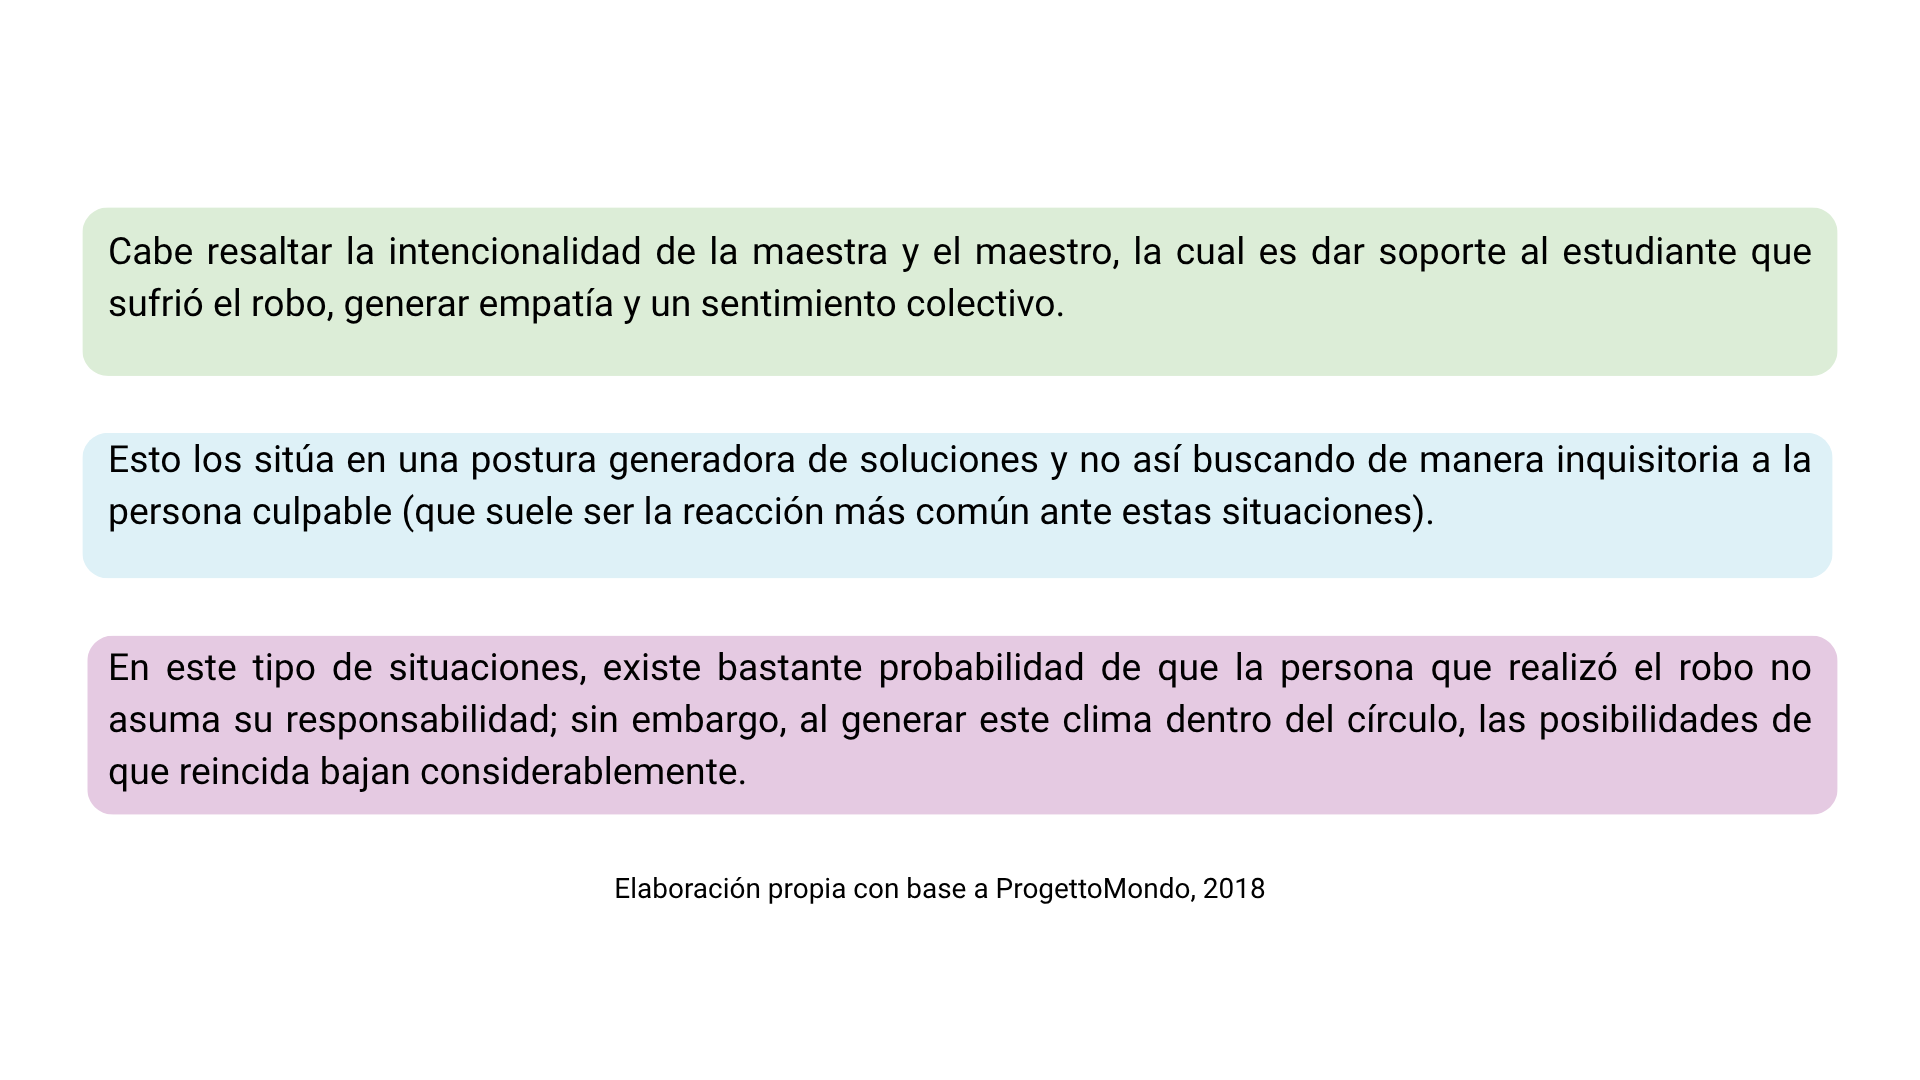 Cabe resaltar la intencionalidad de la maestra y el maestro, la cual es dar soporte al estudiante que
sufrió el robo, generar empatía y un sentimiento colectivo.
Esto los sitúa en una postura generadora de soluciones y no así buscando de manera inquisitoria a la
persona culpable (que suele ser la reacción más común ante estas situaciones).
En este tipo de situaciones, existe bastante probabilidad de que la persona que realizó el robo no
asuma su responsabilidad; sin embargo, al generar este clima dentro del círculo, las posibilidades de
que reincida bajan considerablemente.
Elaboración propia con base a ProgettoMondo, 2018